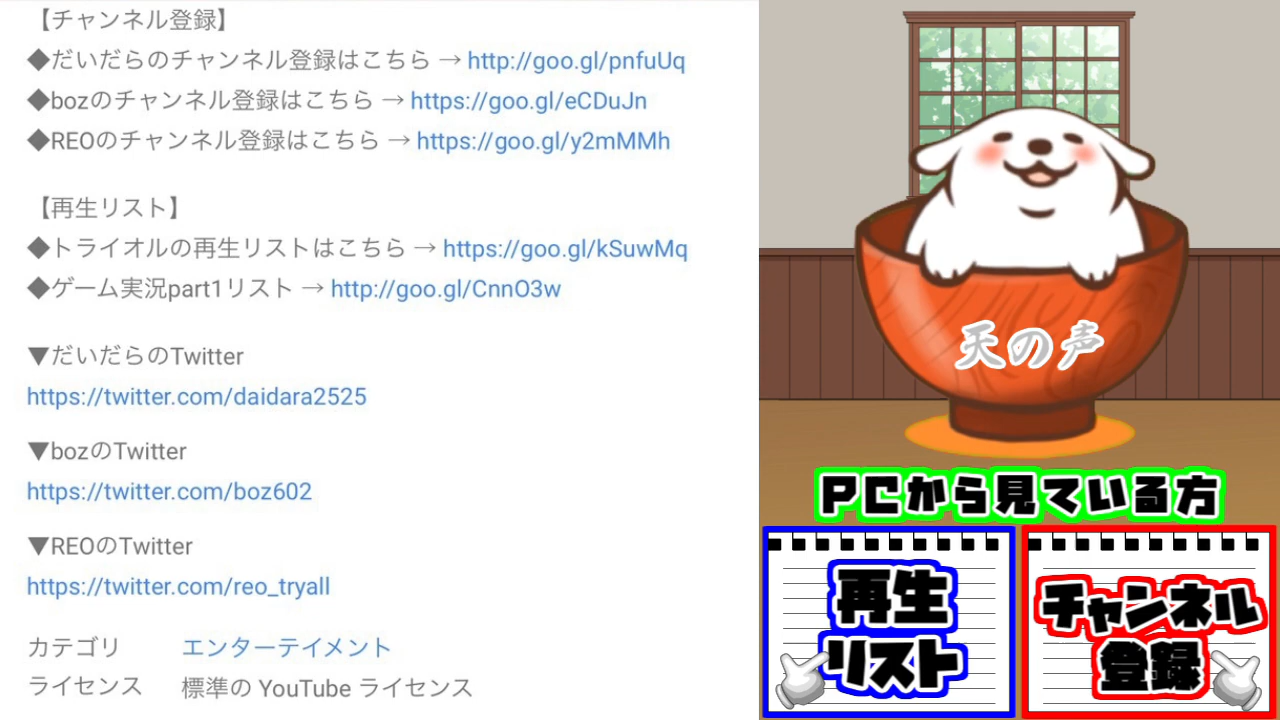 【チャンネル登録】
◆だいだらのチャンネル登録はこちら → http://goo.gl/pnfuUq
◆bozのチャンネル登録はこちら → https://goo.gl/eCDuJn
◆REOのチャンネル登録はこちら → https://goo.gl/y2mMMh
【再生リスト】
◆トライオルの再生リストはこちら → https://goo.gl/kSuwMq
◆ゲーム実況part1リスト → http://goo.gl/CnnO3w
▼だいだらのTwitter
https://twitter.com/daidara2525
▼bozのTwitter
https://twitter.com/boz602
▼REOのTwitter
https://twitter.com/reo_tryall
カテゴリ エンターテイメント
ライセンス 標準の YouTube ライセンス
天の声
PCから見ている方
再生
リスト
チャンネル
登録